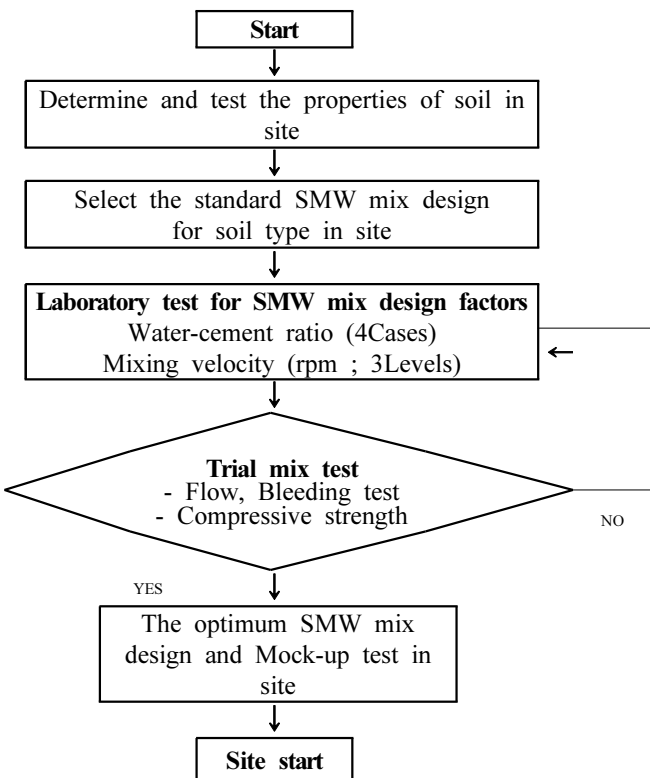 Start
Determine and test the properties of soil in
site
Select the standard SMW mix design
for soil type in site
Laboratory test for SMW mix design factors
Water-cement ratio (4Cases)
Mixing velocity (rpm ; 3Levels)
Trial mix test
- Flow, Bleeding test
- Compressive strength
NO
YES
The optimum SMW mix
design and Mock-up test in
site
Site start